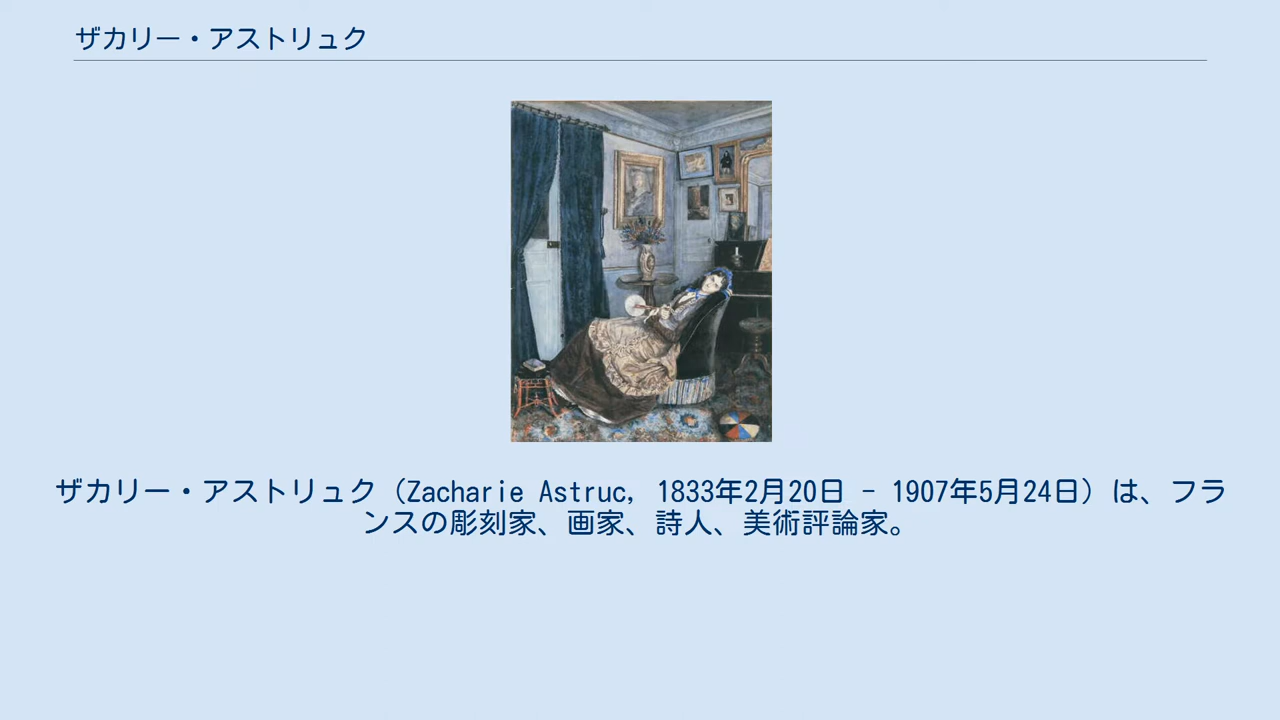 ザカリー・アストリュク
ザカリー・アストリュク（Zacharie Astruc, 1833年2月20日 - 1907年5月24日）は、フラ
ンスの彫刻家、画家、詩人、美術評論家。